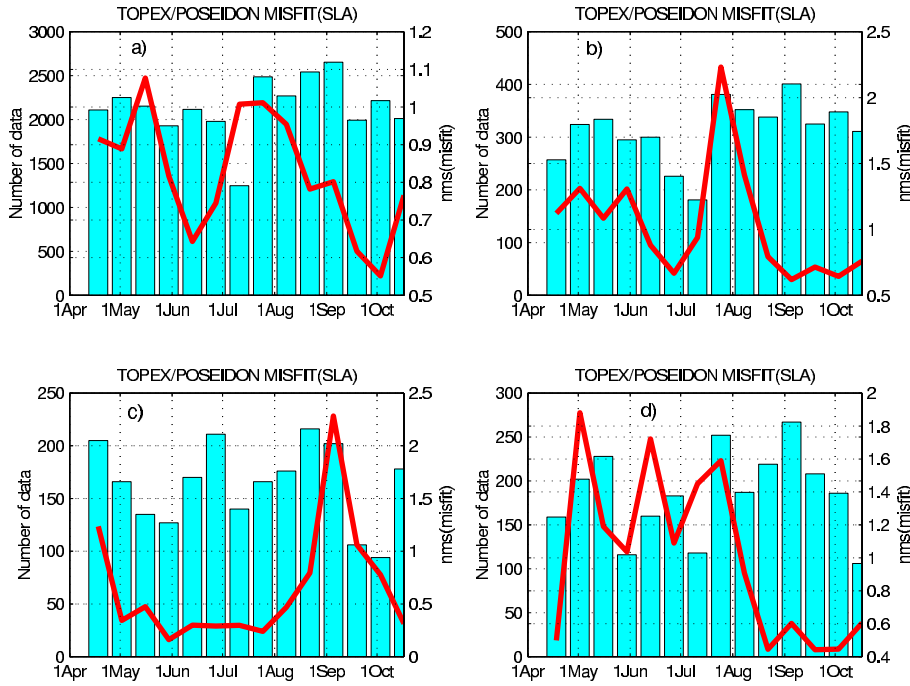 TOPEX/POSEIDON MISFIT(SLA)
a)
Number of data
3000
2500
2000
1500
1000
500
0
1.2
1.1
1
0.9
0.8
0.7
0.6
0.5
nms(misfit)
1Apr 1May 1Jun 1Jul 1Aug 1Sep 1Oct
TOPEX/POSEIDON MISFIT(SLA)
b)
Number of data
500
400
300
200
100
0
2.5
2
1.5
1
0.5
nms(misfit)
1Apr 1May 1Jun 1Jul 1Aug 1Sep 1Oct
TOPEX/POSEIDON MISFIT(SLA)
c)
Number of data
250
200
150
100
50
0
2.5
2
1.5
1
0.5
0
nms(misfit)
1Apr 1May 1Jun 1Jul 1Aug 1Sep 1Oct
TOPEX/POSEIDON MISFIT(SLA)
d)
Number of data
300
250
200
150
100
50
0
2
1.8
1.6
1.4
1.2
1
0.8
0.6
0.4
nms(misfit)
1Apr 1May 1Jun 1Jul 1Aug 1Sep 1Oct